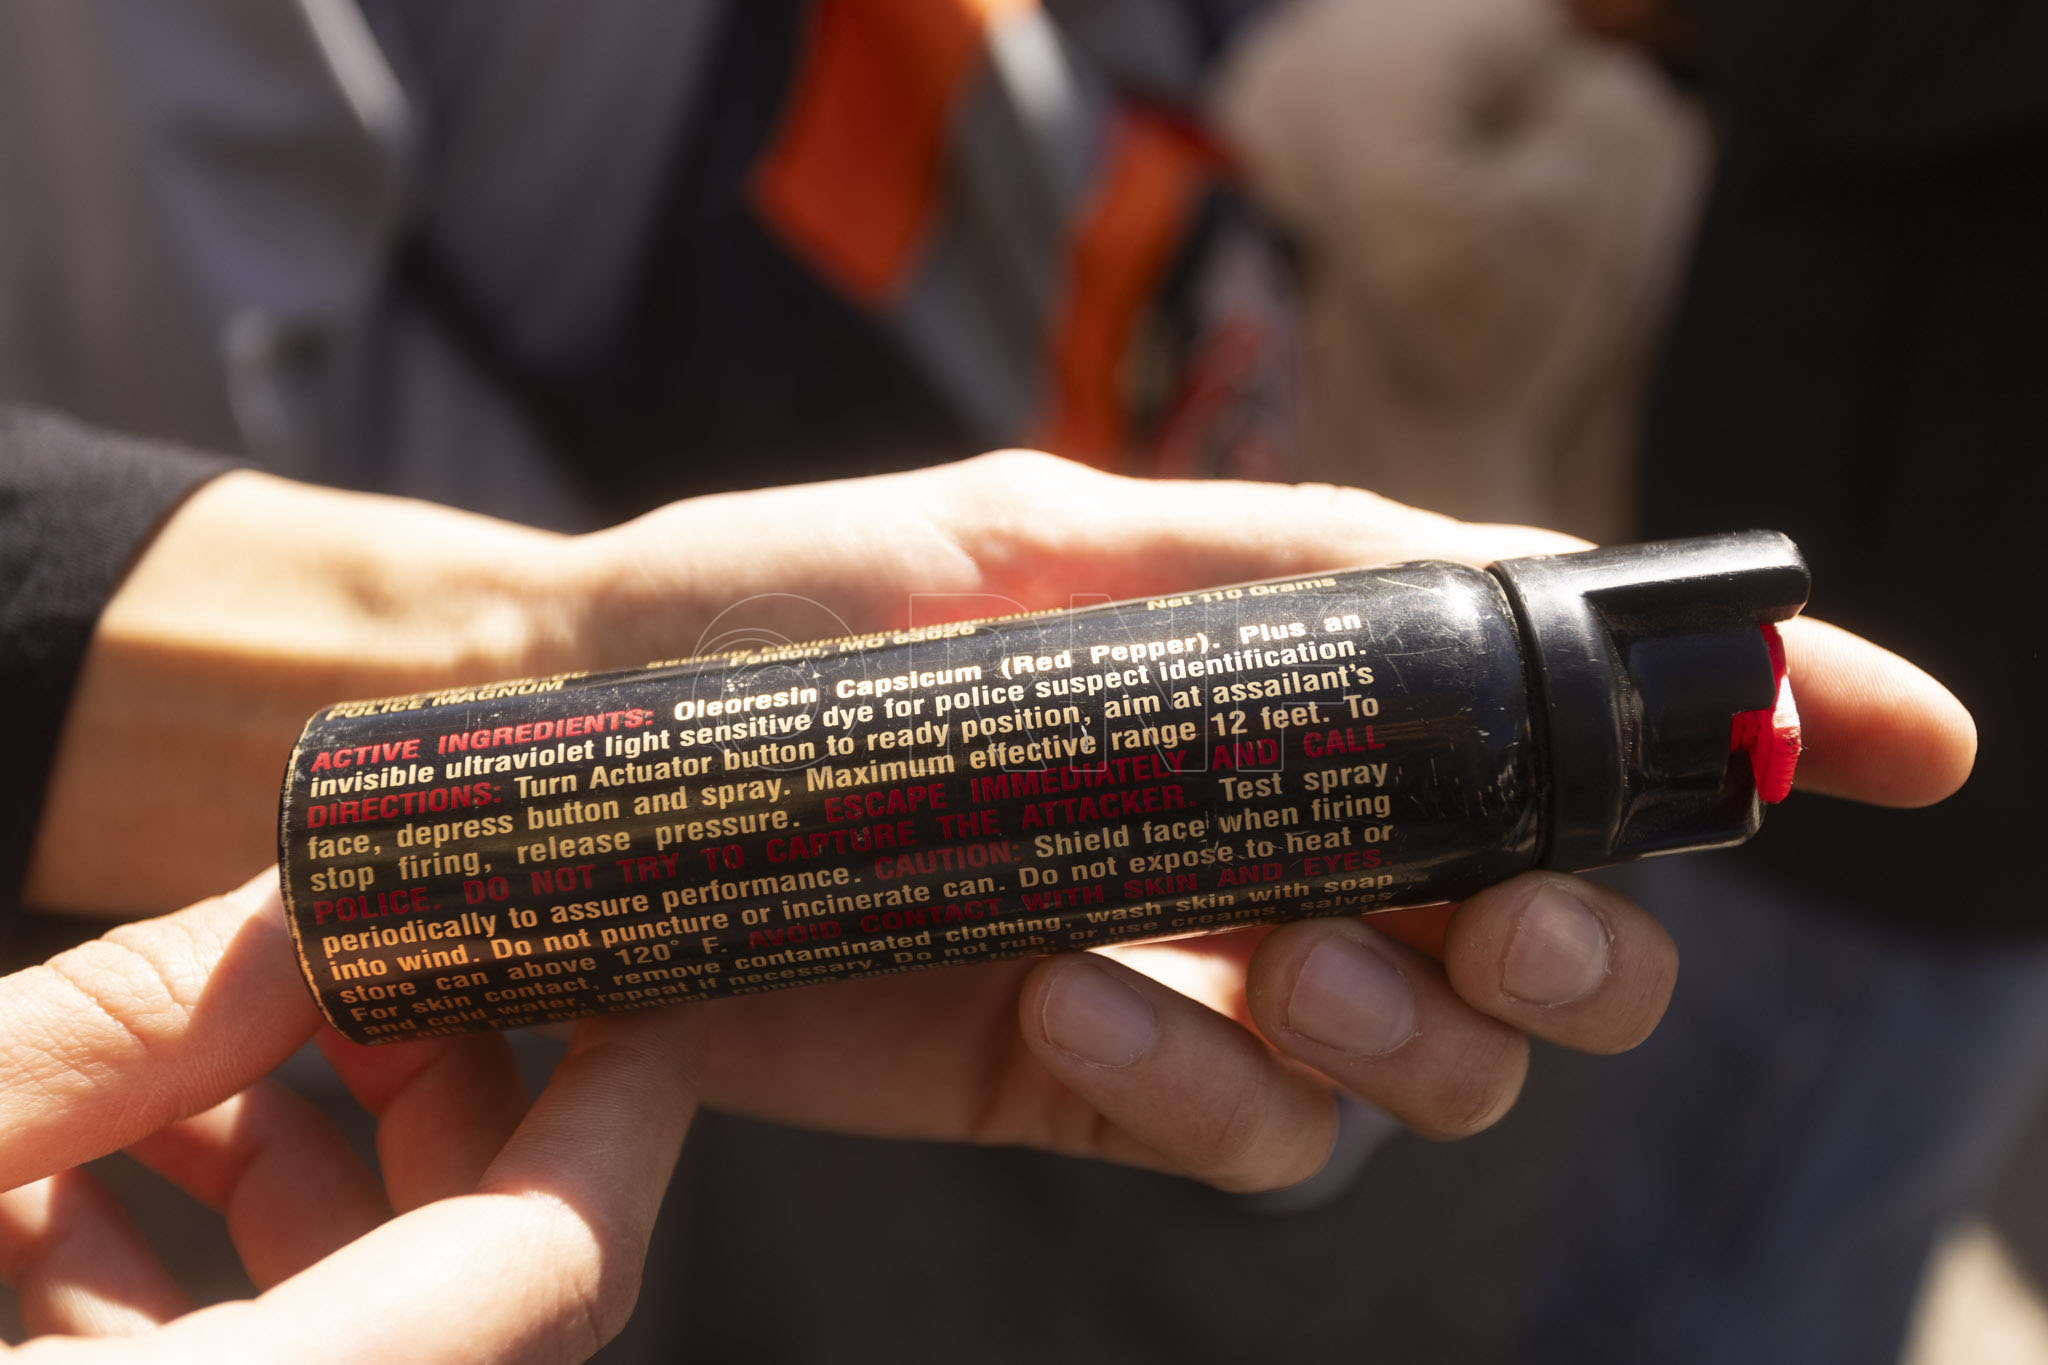 POLICE MAGNUM
Fenton, MO 63026
Net 110 Grams
ACTIVE INGREDIENTS: Oleoresin Capsicum (Red Pepper). Plus an
invisible ultraviolet light sensitive dye for police suspect identification.
DIRECTIONS: Turn Actuator button to ready position, aim at assailant's
face, depress button and spray. Maximum effective range 12 feet. To
stop firing, release pressure. ESCAPE IMMEDIATELY AND CALL
POLICE. DO NOT TRY TO CAPTURE THE ATTACKER. Test spray
periodically to assure performance. CAUTION: Shield face when firing
into wind. Do not puncture or incinerate can. Do not expose to heat or
store can above 120° F. AVOID CONTACT WITH SKIN AND EYES.
For skin contact, remove contaminated clothing, wash skin with soap
and cold water, repeat if necessary. Do not rub, or use creams, salves
For eye contact, remove
©RNF